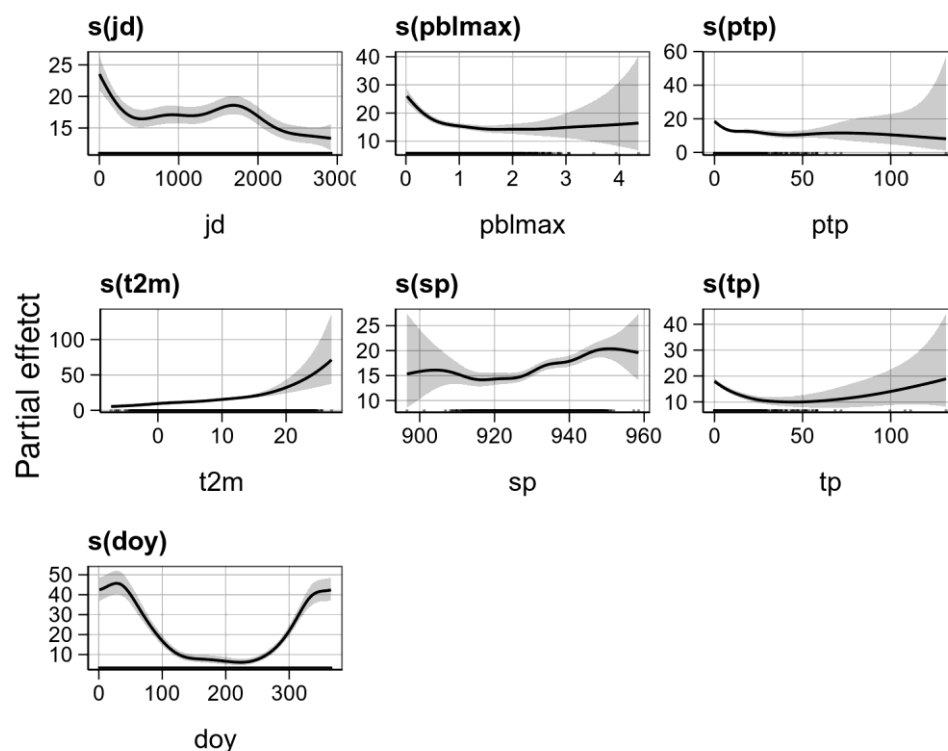 s(jd) s(pblmax) s(ptp)
25
20
15
0 1000 2000 3000
jd
40
30
20
10
0 1 2 3 4
pblmax
60
40
20
0
0 50 100
ptp
Partial effetct
s(t2m) s(sp) s(tp)
100
50
0
0 10 20
t2m
25
20
15
10
900 920 940 960
sp
40
30
20
10
0 50 100
tp
s(doy)
50
40
30
20
10
0 100 200 300
doy